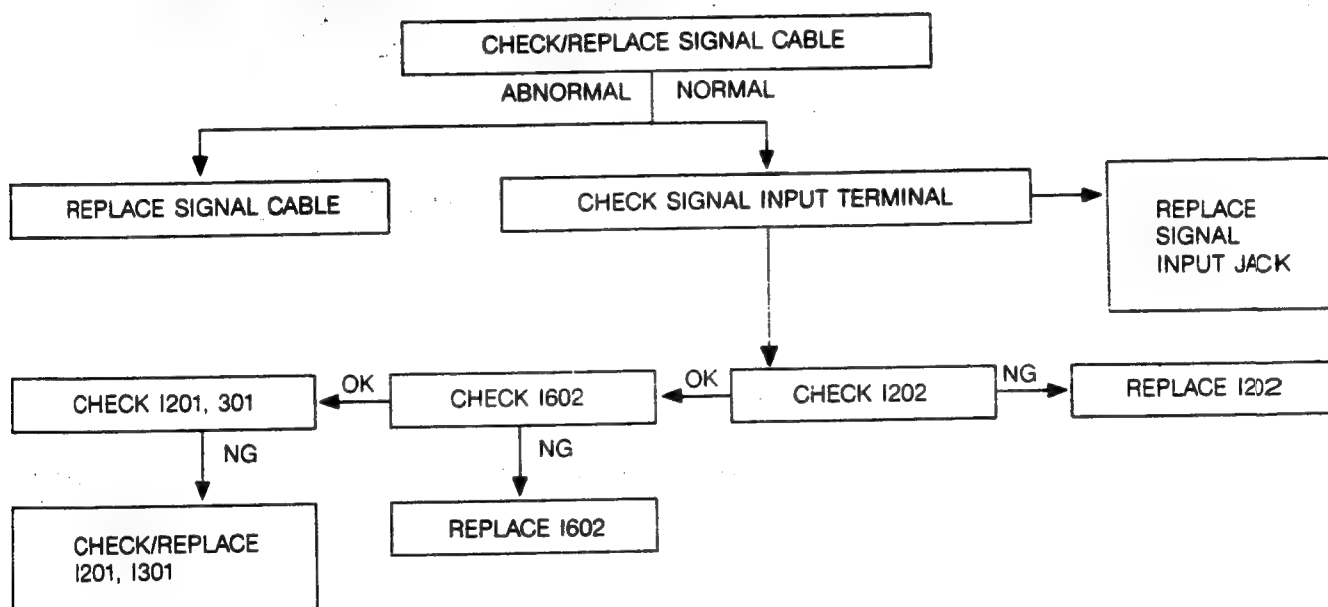 CHECK/REPLACE SIGNAL CABLE
ABNORMAL NORMAL
REPLACE SIGNAL CABLE
CHECK SIGNAL INPUT TERMINAL
REPLACE
SIGNAL
INPUT JACK
CHECK I201, 301
OK
CHECK I602
OK
CHECK I202
NG
REPLACE I202
NG
NG
CHECK/REPLACE
I201, I301
REPLACE I602